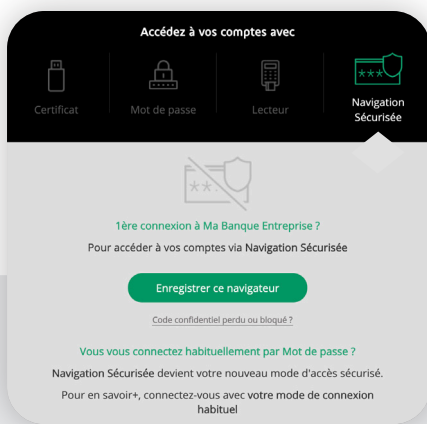 Accédez à vos comptes avec
Certificat
Mot de passe
Lecteur
Navigation
Sécurisée
1ère connexion à Ma Banque Entreprise ?
Pour accéder à vos comptes via Navigation Sécurisée
Enregistrer ce navigateur
Code confidentiel perdu ou bloqué ?
Vous vous connectez habituellement par Mot de passe ?
Navigation Sécurisée devient votre nouveau mode d'accès sécurisé.
Pour en savoir+, connectez-vous avec votre mode de connexion
habituel